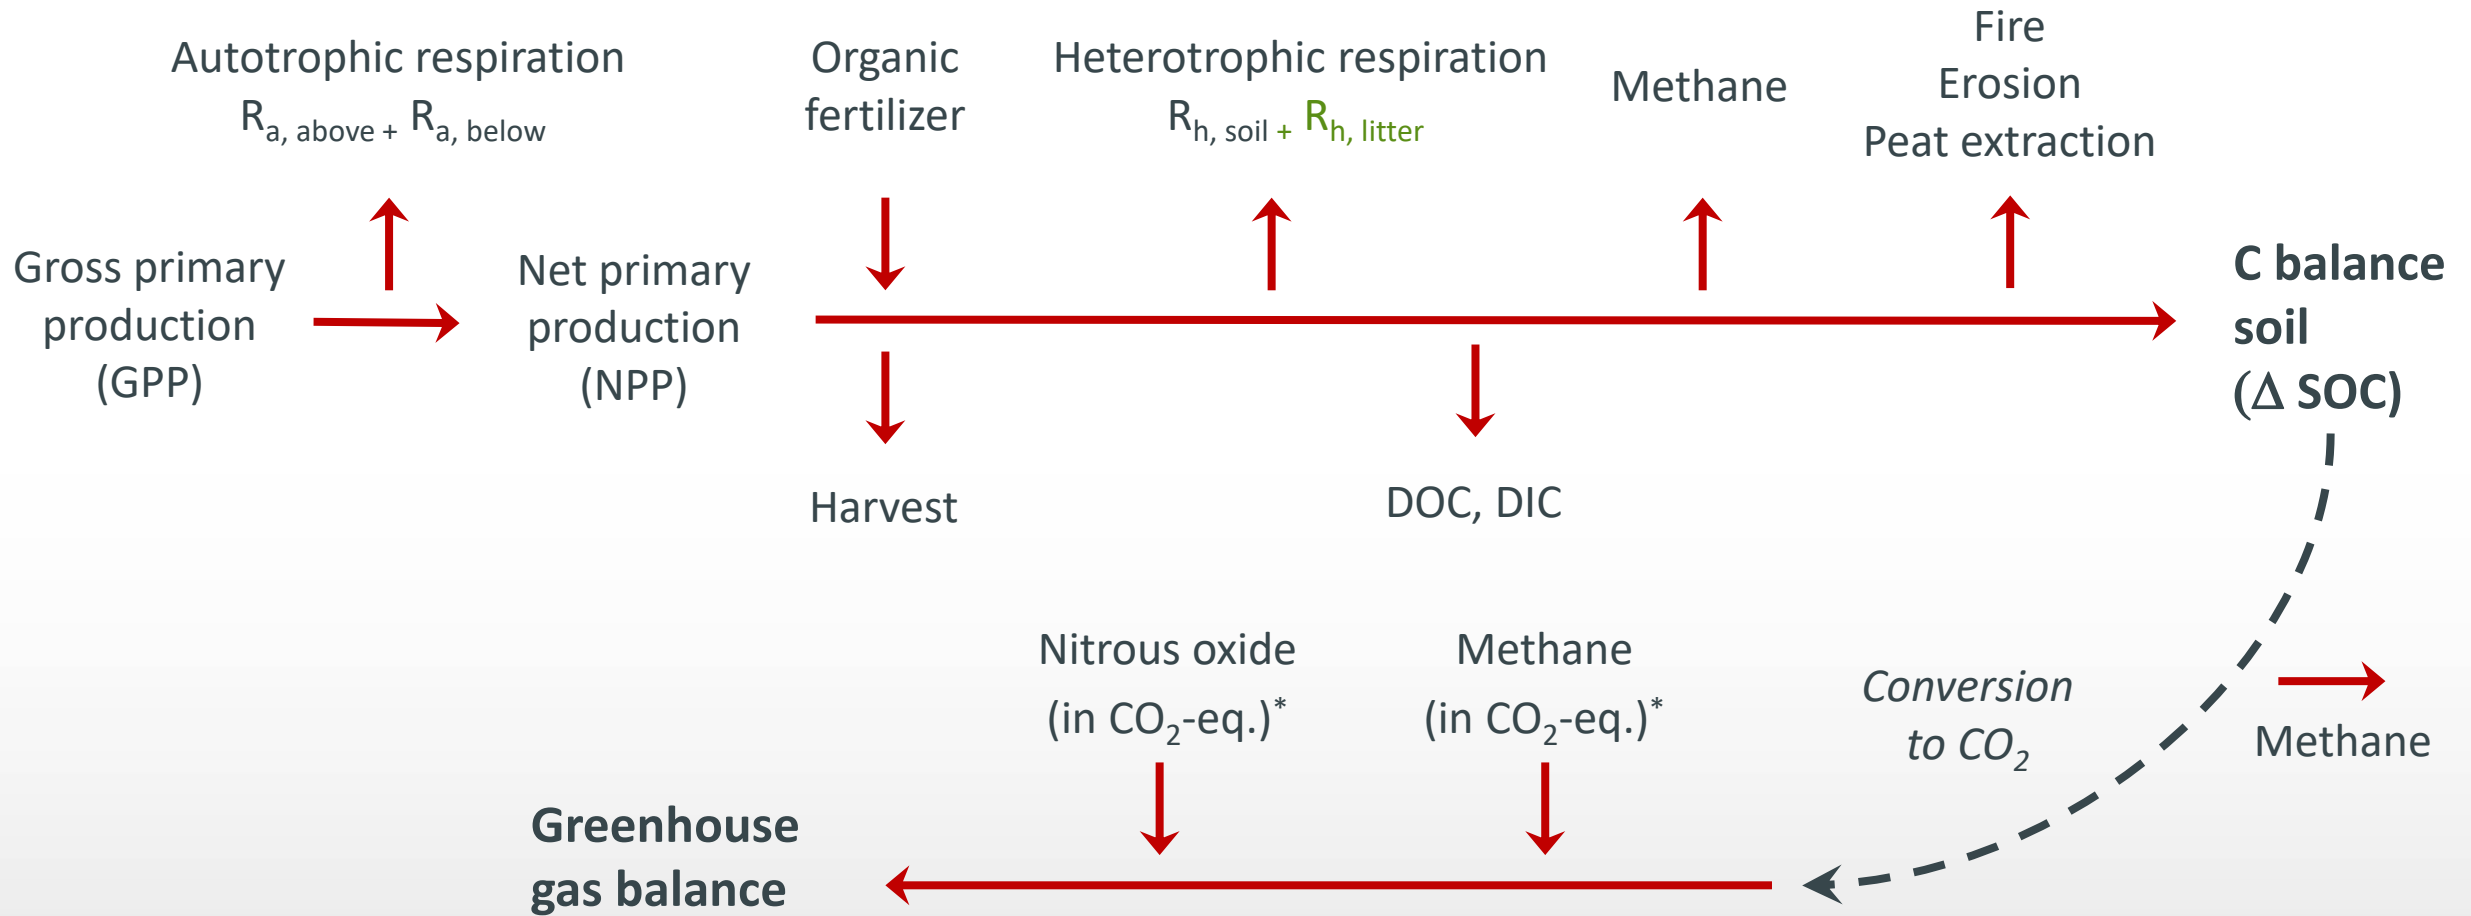 Autotrophic respiration
Ra, above + Ra, below
Organic
fertilizer
Heterotrophic respiration
Rh, soil + Rh, litter
Methane
Fire
Erosion
Peat extraction
Gross primary
production
(GPP)
Net primary
production
(NPP)
C balance
soil
(Δ SOC)
Harvest
DOC, DIC
Nitrous oxide
(in CO2-eq.)*
Methane
(in CO2-eq.)*
Conversion
to CO2
Methane
Greenhouse
gas balance